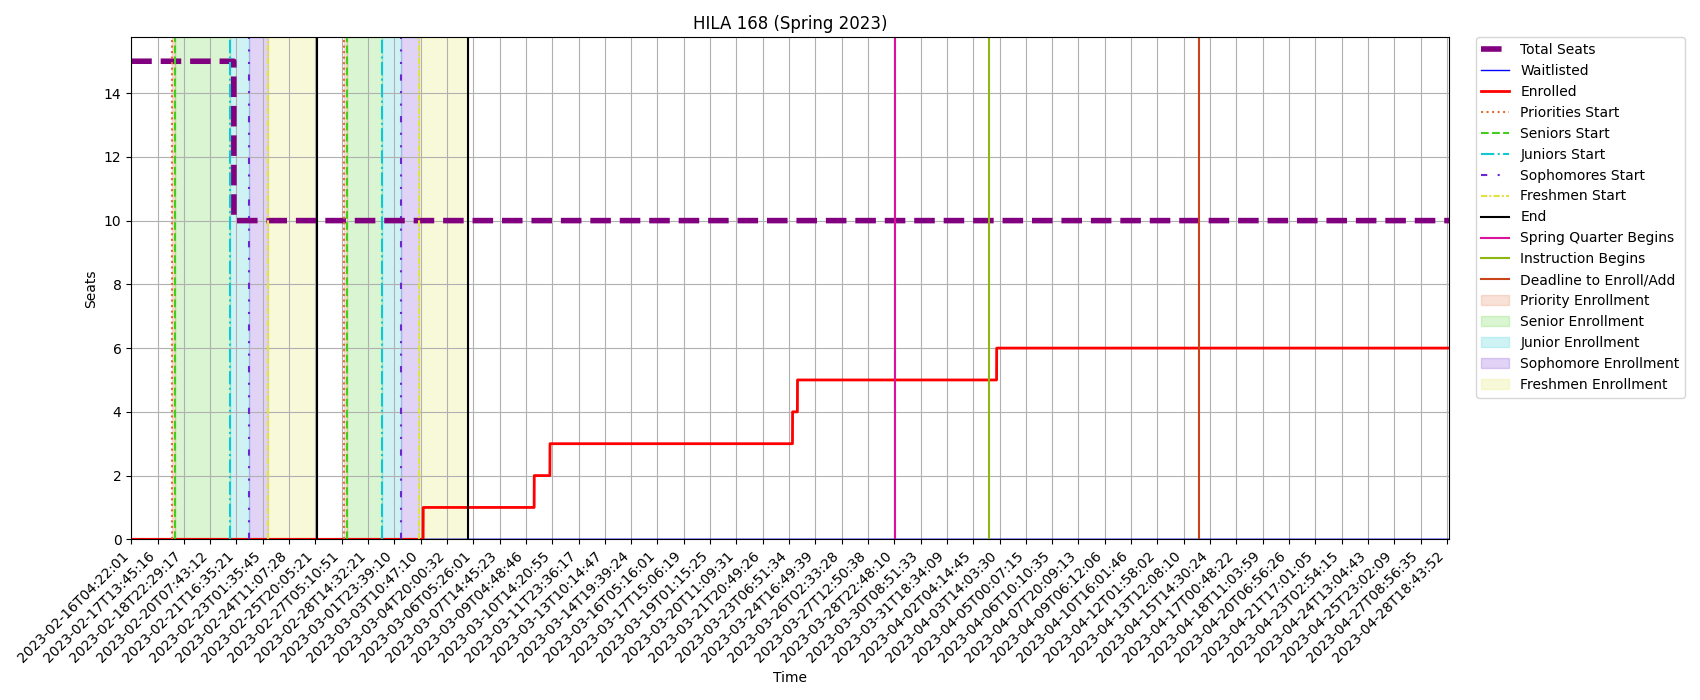 HILA 168 (Spring 2023)
Seats
14
12
10
8
6
4
2
0
2023-02-16T04:22:01
2023-02-17T13:45:16
2023-02-18T22:29:17
2023-02-20T07:43:12
2023-02-21T16:35:21
2023-02-23T01:35:45
2023-02-24T11:07:28
2023-02-25T20:05:21
2023-02-27T05:10:51
2023-02-28T14:32:21
2023-03-01T23:39:10
2023-03-03T10:47:10
2023-03-04T20:00:32
2023-03-06T05:26:01
2023-03-07T14:45:23
2023-03-09T04:48:46
2023-03-10T14:20:55
2023-03-11T23:36:17
2023-03-13T10:14:47
2023-03-14T19:39:24
2023-03-16T05:16:01
2023-03-17T15:06:19
2023-03-19T01:15:25
2023-03-20T11:09:31
2023-03-21T20:49:26
2023-03-23T06:51:34
2023-03-24T16:49:39
2023-03-26T02:33:28
2023-03-27T12:50:38
2023-03-28T22:48:10
2023-03-30T08:51:33
2023-03-31T18:34:09
2023-04-02T04:14:45
2023-04-03T14:03:30
2023-04-05T00:07:15
2023-04-06T10:10:35
2023-04-07T20:09:13
2023-04-09T06:12:06
2023-04-10T16:01:46
2023-04-12T01:58:02
2023-04-13T12:08:10
2023-04-15T14:30:24
2023-04-17T00:48:22
2023-04-18T11:03:59
2023-04-20T06:56:26
2023-04-21T17:01:05
2023-04-23T02:54:15
2023-04-24T13:04:43
2023-04-25T23:02:09
2023-04-27T08:56:35
2023-04-28T18:43:52
Time
Total Seats
Waitlisted
Enrolled
Priorities Start
Seniors Start
Juniors Start
Sophomores Start
Freshmen Start
End
Spring Quarter Begins
Instruction Begins
Deadline to Enroll/Add
Priority Enrollment
Senior Enrollment
Junior Enrollment
Sophomore Enrollment
Freshmen Enrollment